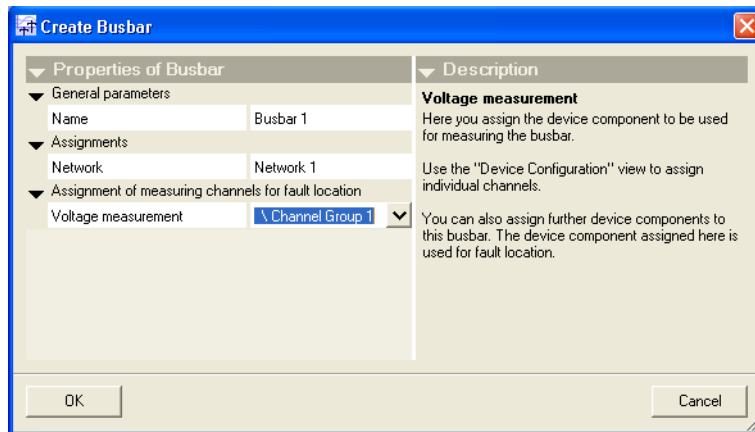 Create Busbar
Properties of Busbar
General parameters
Name Busbar 1
Assignments
Network Network 1
Assignment of measuring channels for fault location
Voltage measurement \ Channel Group 1
Description
Voltage measurement
Here you assign the device component to be used
for measuring the busbar.
Use the "Device Configuration" view to assign
individual channels.
You can also assign further device components to
this busbar. The device component assigned here is
used for fault location.
OK
Cancel